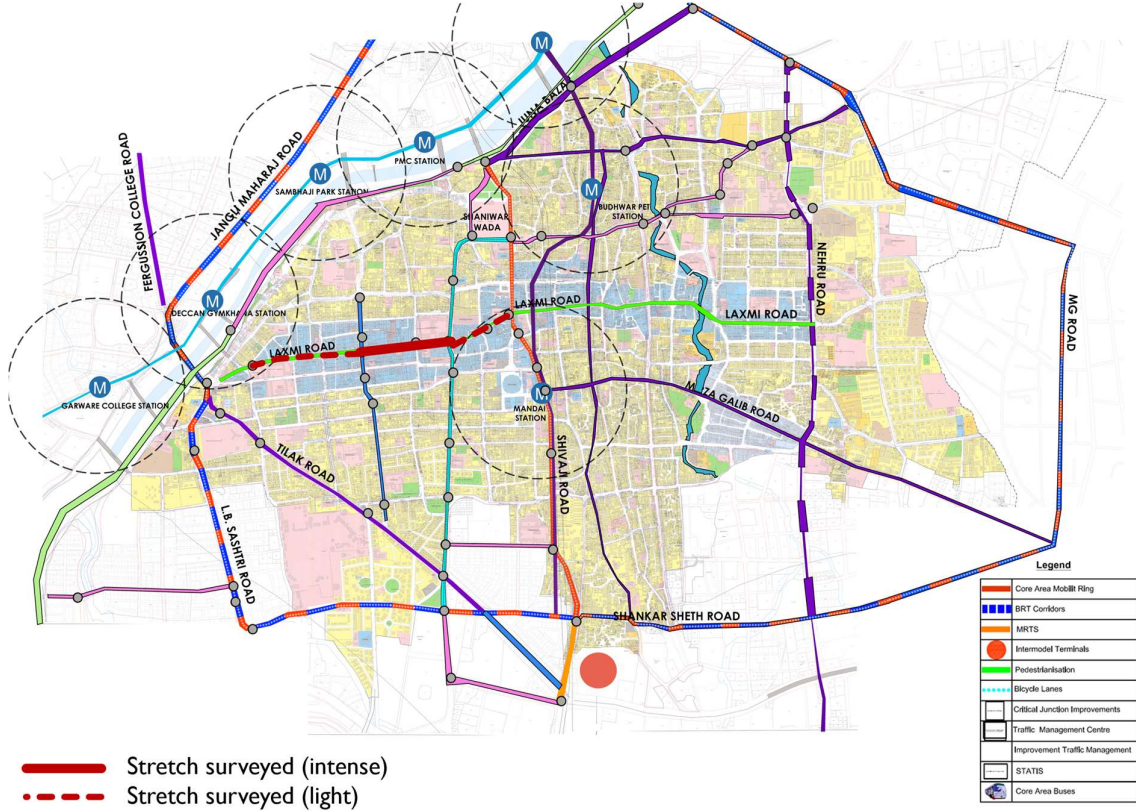 M
JUNA BAZA
M
PMC STATION
FERGUSSION COLLEGE ROAD
JANGU MAHARAJ ROAD
M
SAMBHAJI PARK STATION
M
BUDHWAR PET
STATION
SHANIWAR
WADA
NEHRU ROAD
M
DECCAN GYMKHANA STATION
LAXMI ROAD
LAXMI ROAD
MG ROAD
LAXMI ROAD
M
GARWARE COLLEGE STATION
M
MANDAI
STATION
GALIB ROAD
TILAK ROAD
SHIVAJI ROAD
L.B. SASHTRI ROAD
SHANKAR SHETH ROAD
Legend
Core Area Mobilit Ring
BRT Corridors
MRTS
Intermodel Terminals
Pedestrianisation
Bicycle Lanes
Critical Junction Improvements
Traffic Management Centre
Improvement Traffic Management
STATIS
Core Area Buses
Stretch surveyed (intense)
Stretch surveyed (light)